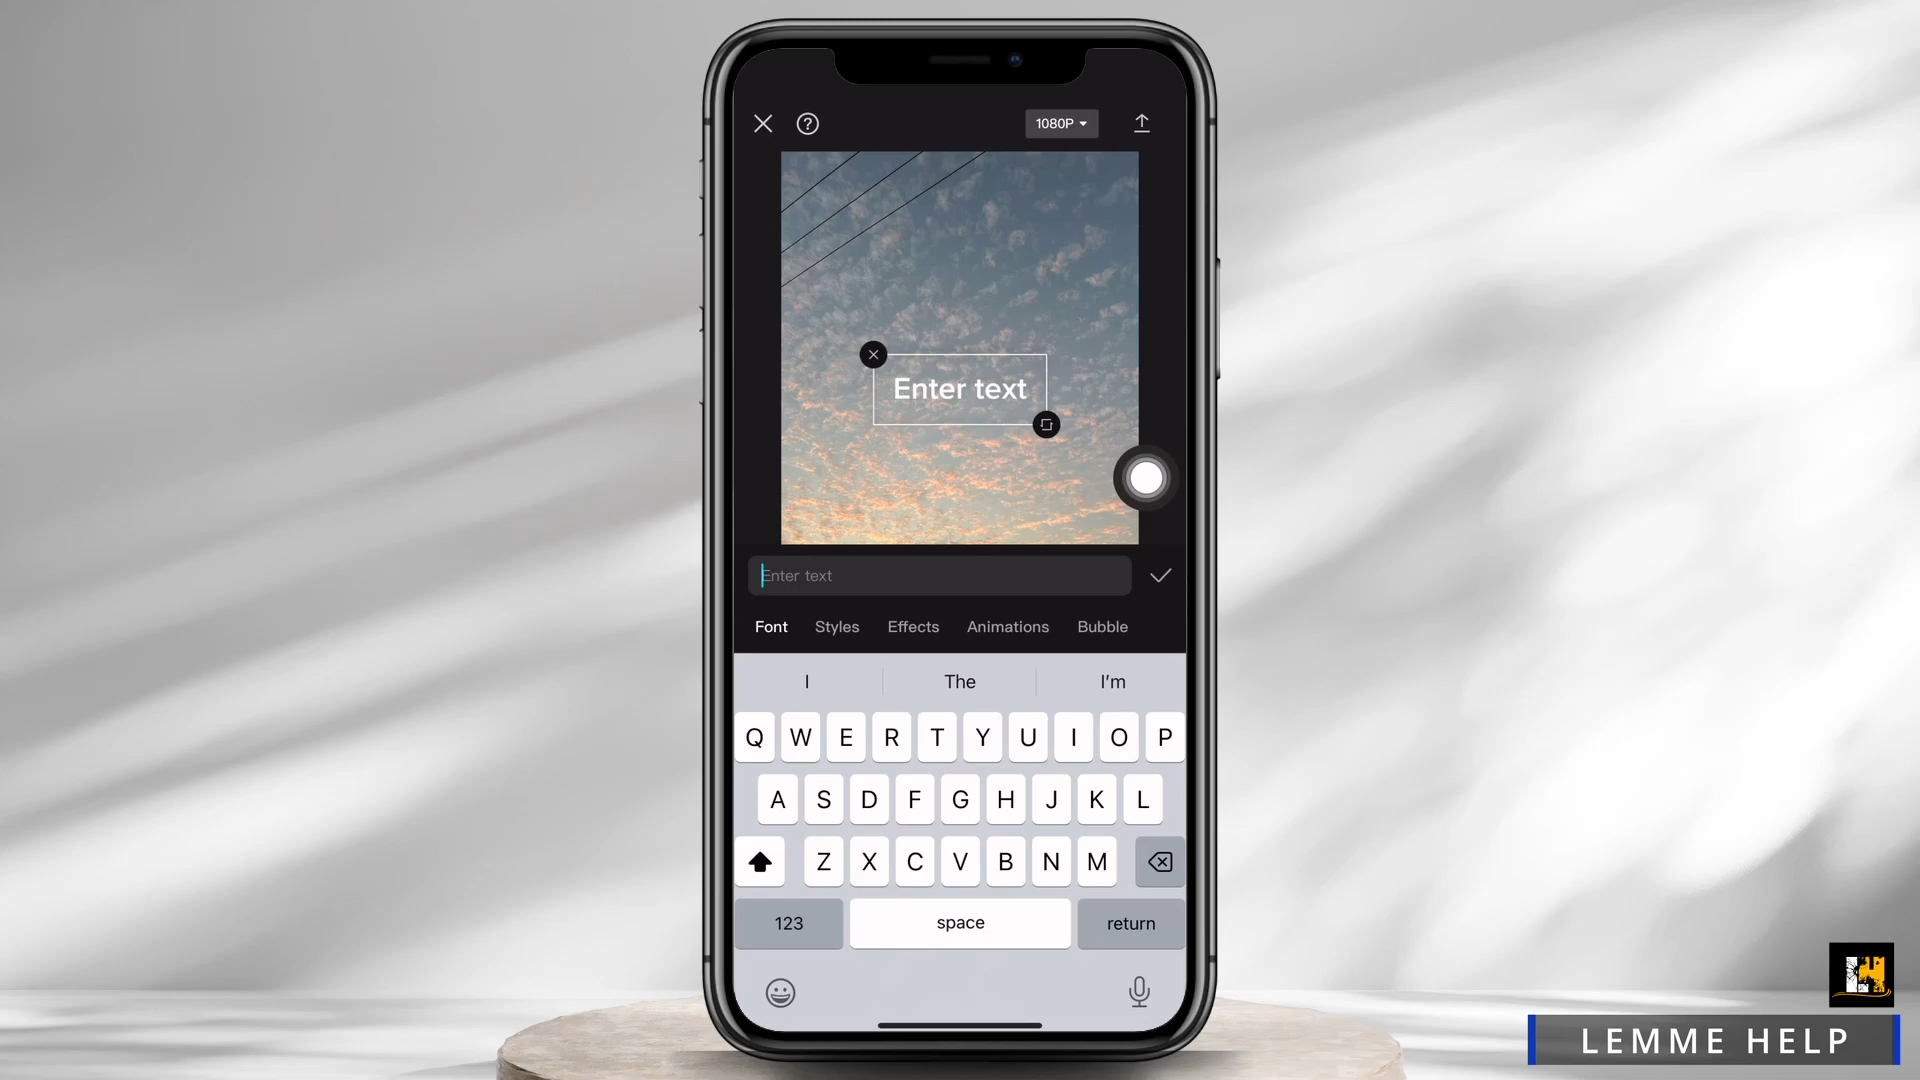 1080P
Enter text
Enter text
Font Styles Effects Animations Bubble
I The I'm
Q W E R T Y U I O P
A S D F G H J K L
Z X C V B N M
123 space return
LEMME HELP